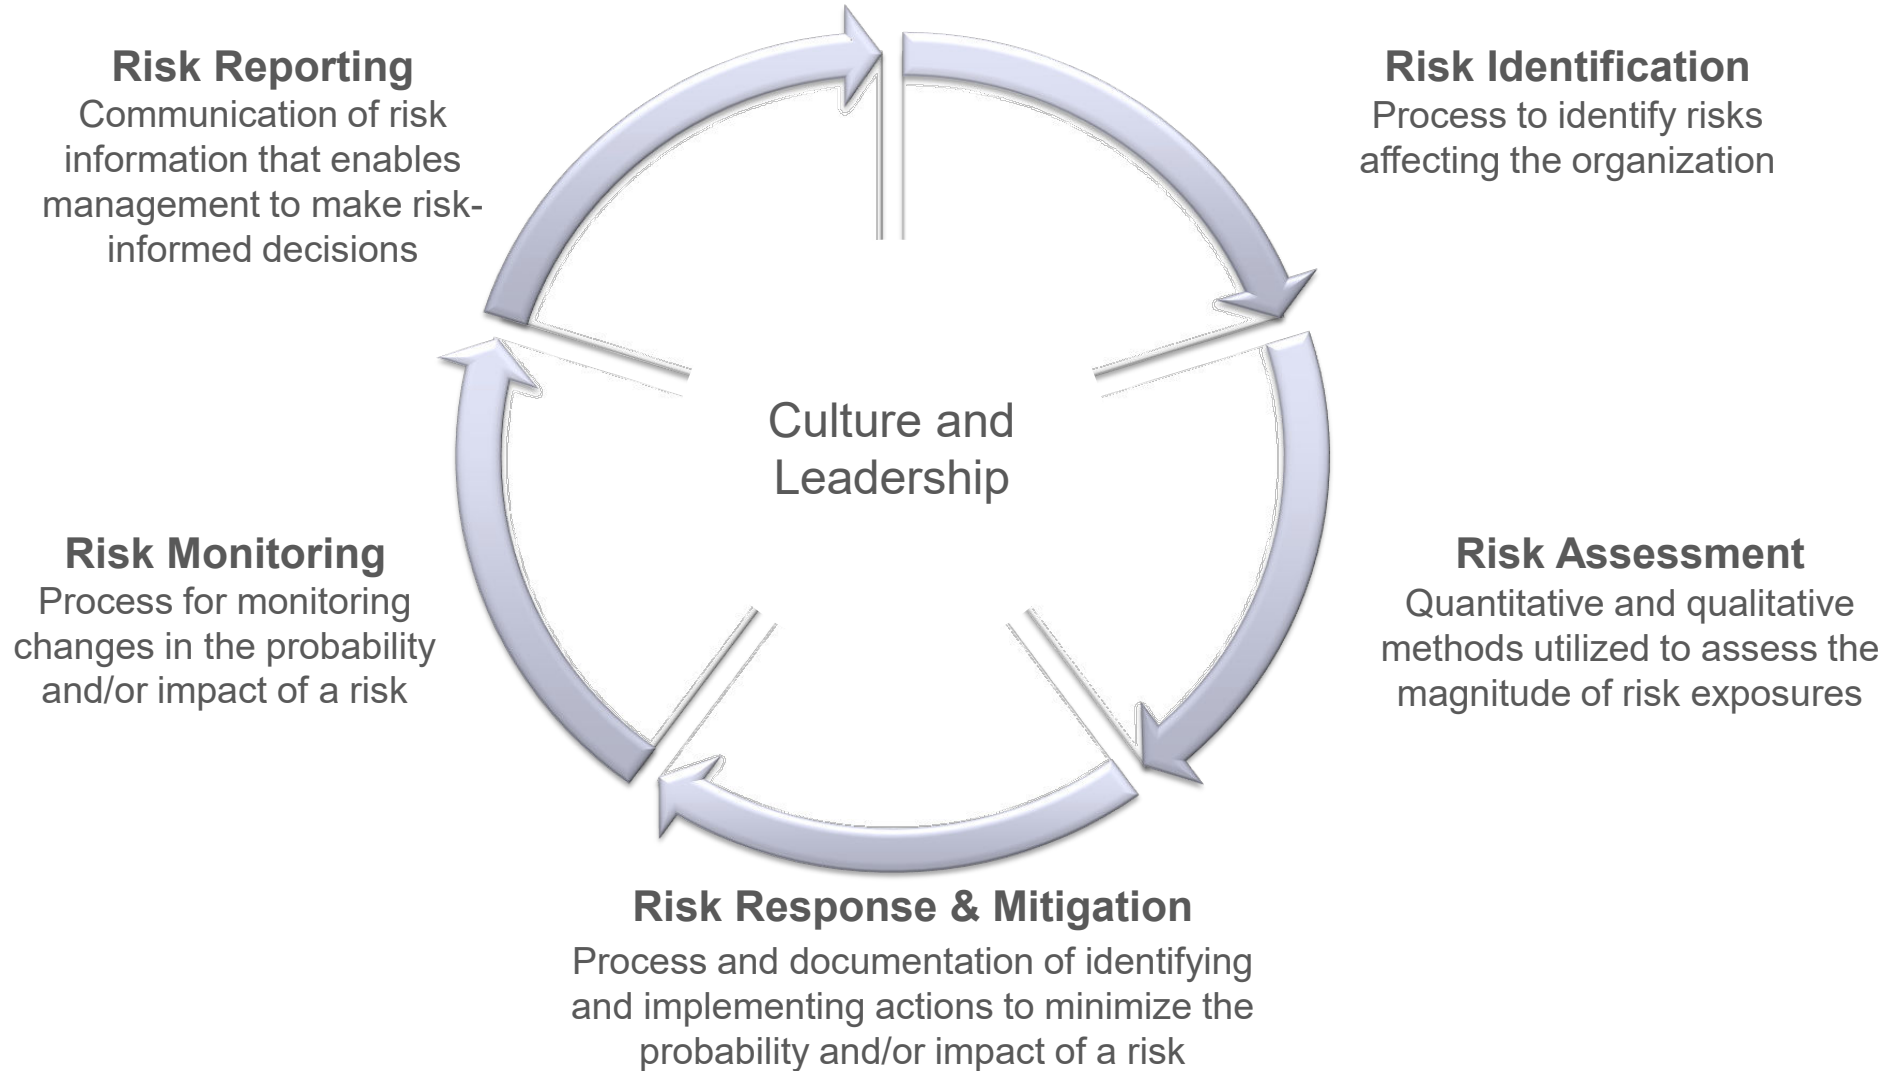 Risk Reporting
Communication of risk
information that enables
management to make risk-
informed decisions
Risk Identification
Process to identify risks
affecting the organization
Culture and
Leadership
Risk Monitoring
Process for monitoring
changes in the probability
and/or impact of a risk
Risk Assessment
Quantitative and qualitative
methods utilized to assess the
magnitude of risk exposures
Risk Response & Mitigation
Process and documentation of identifying
and implementing actions to minimize the
probability and/or impact of a risk